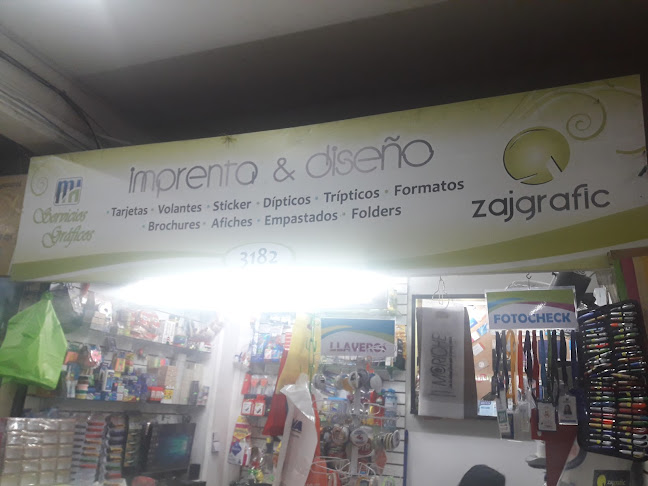 imprenta & diseño
Servicios
Gráficos
• Tarjetas • Volantes • Sticker • Dípticos • Trípticos • Formatos
• Brochures • Afiches • Empastados • Folders
zajgrafic
3182
LLAVEROS
FOTOCHECK